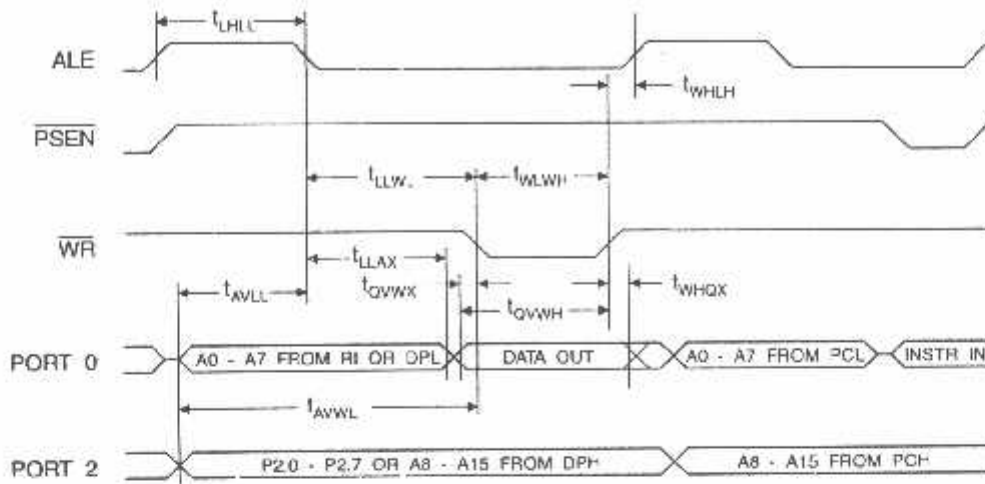 tLHLL
ALE
tWHLH
PSEN
tLLWL
tWLWH
WR
tLLAX
tAVLL
tQVWX
tWHQX
tQVWH
PORT 0
A0 - A7 FROM RI OR DPL
DATA OUT
A0 - A7 FROM PCL
INSTR IN
tAVWL
PORT 2
P2.0 - P2.7 OR A8 - A15 FROM DPH
A8 - A15 FROM PCH